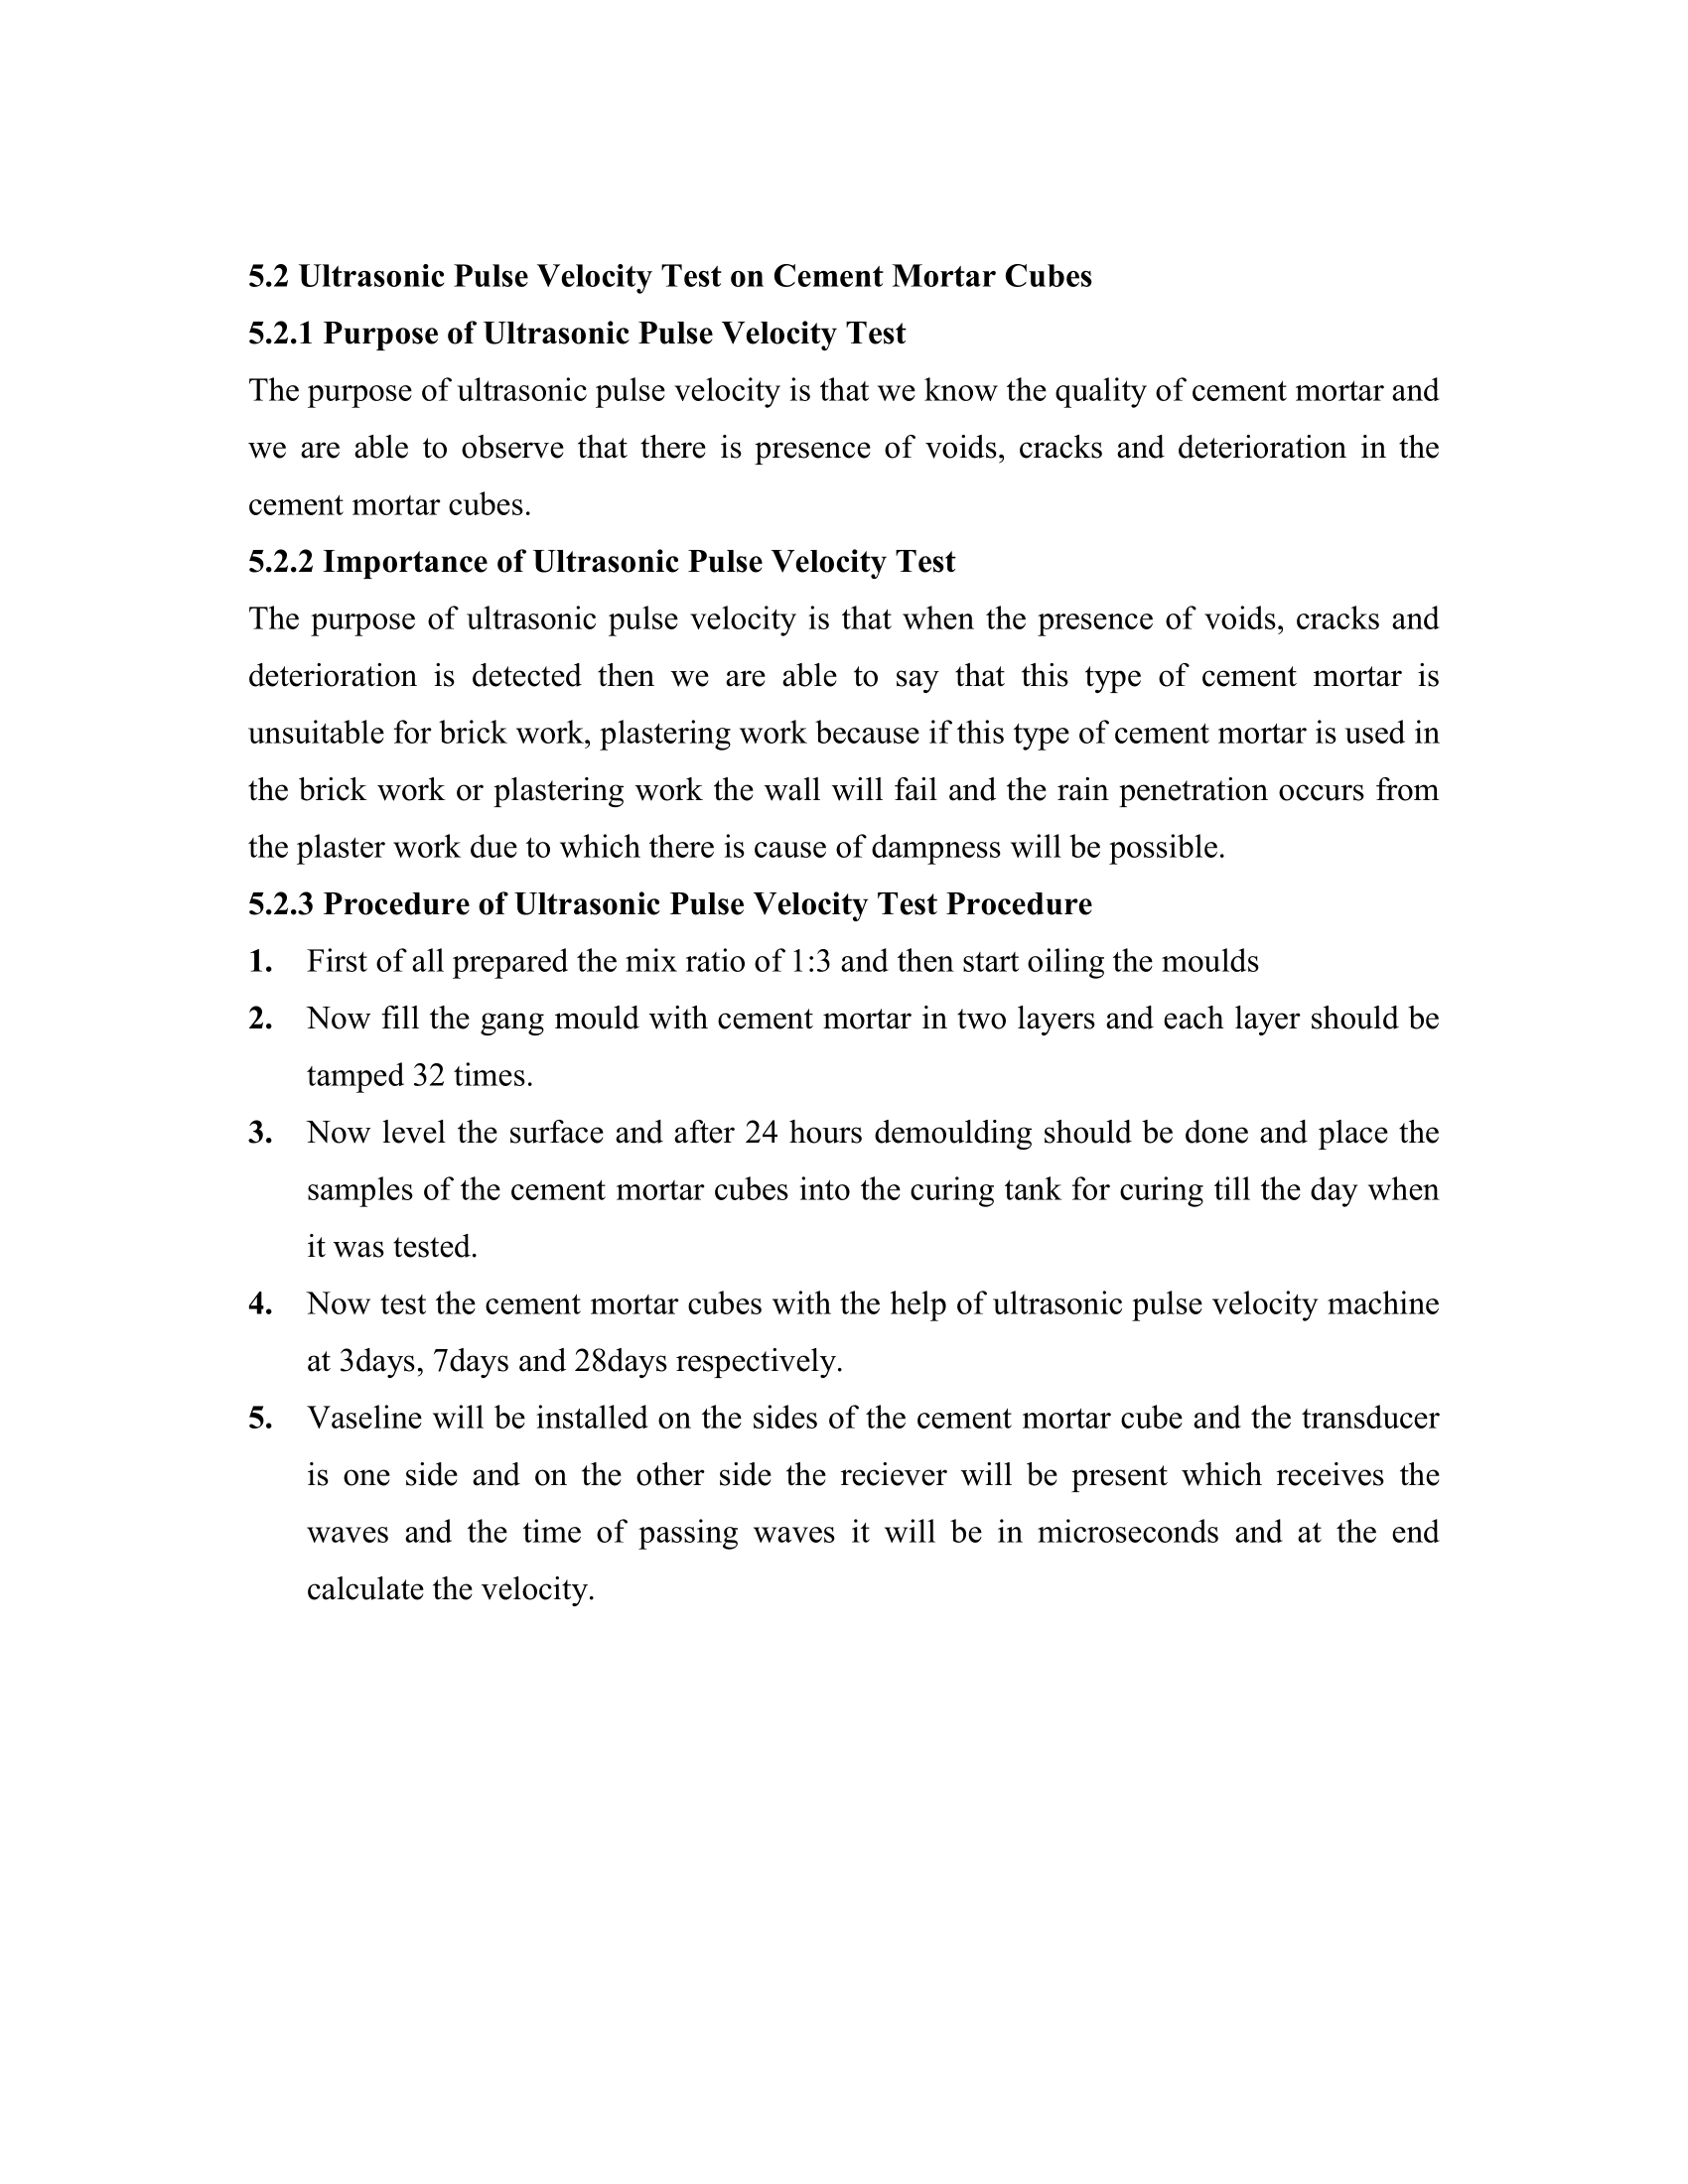 5.2 Ultrasonic Pulse Velocity Test on Cement Mortar Cubes
5.2.1 Purpose of Ultrasonic Pulse Velocity Test
The purpose of ultrasonic pulse velocity is that we know the quality of cement mortar and
we are able to observe that there is presence of voids, cracks and deterioration in the
cement mortar cubes.
5.2.2 Importance of Ultrasonic Pulse Velocity Test
The purpose of ultrasonic pulse velocity is that when the presence of voids, cracks and
deterioration is detected then we are able to say that this type of cement mortar is
unsuitable for brick work, plastering work because if this type of cement mortar is used in
the brick work or plastering work the wall will fail and the rain penetration occurs from
the plaster work due to which there is cause of dampness will be possible.
5.2.3 Procedure of Ultrasonic Pulse Velocity Test Procedure
1. First of all prepared the mix ratio of 1:3 and then start oiling the moulds
2. Now fill the gang mould with cement mortar in two layers and each layer should be
tamped 32 times.
3. Now level the surface and after 24 hours demoulding should be done and place the
samples of the cement mortar cubes into the curing tank for curing till the day when
it was tested.
4. Now test the cement mortar cubes with the help of ultrasonic pulse velocity machine
at 3days, 7days and 28days respectively.
5. Vaseline will be installed on the sides of the cement mortar cube and the transducer
is one side and on the other side the reciever will be present which receives the
waves and the time of passing waves it will be in microseconds and at the end
calculate the velocity.